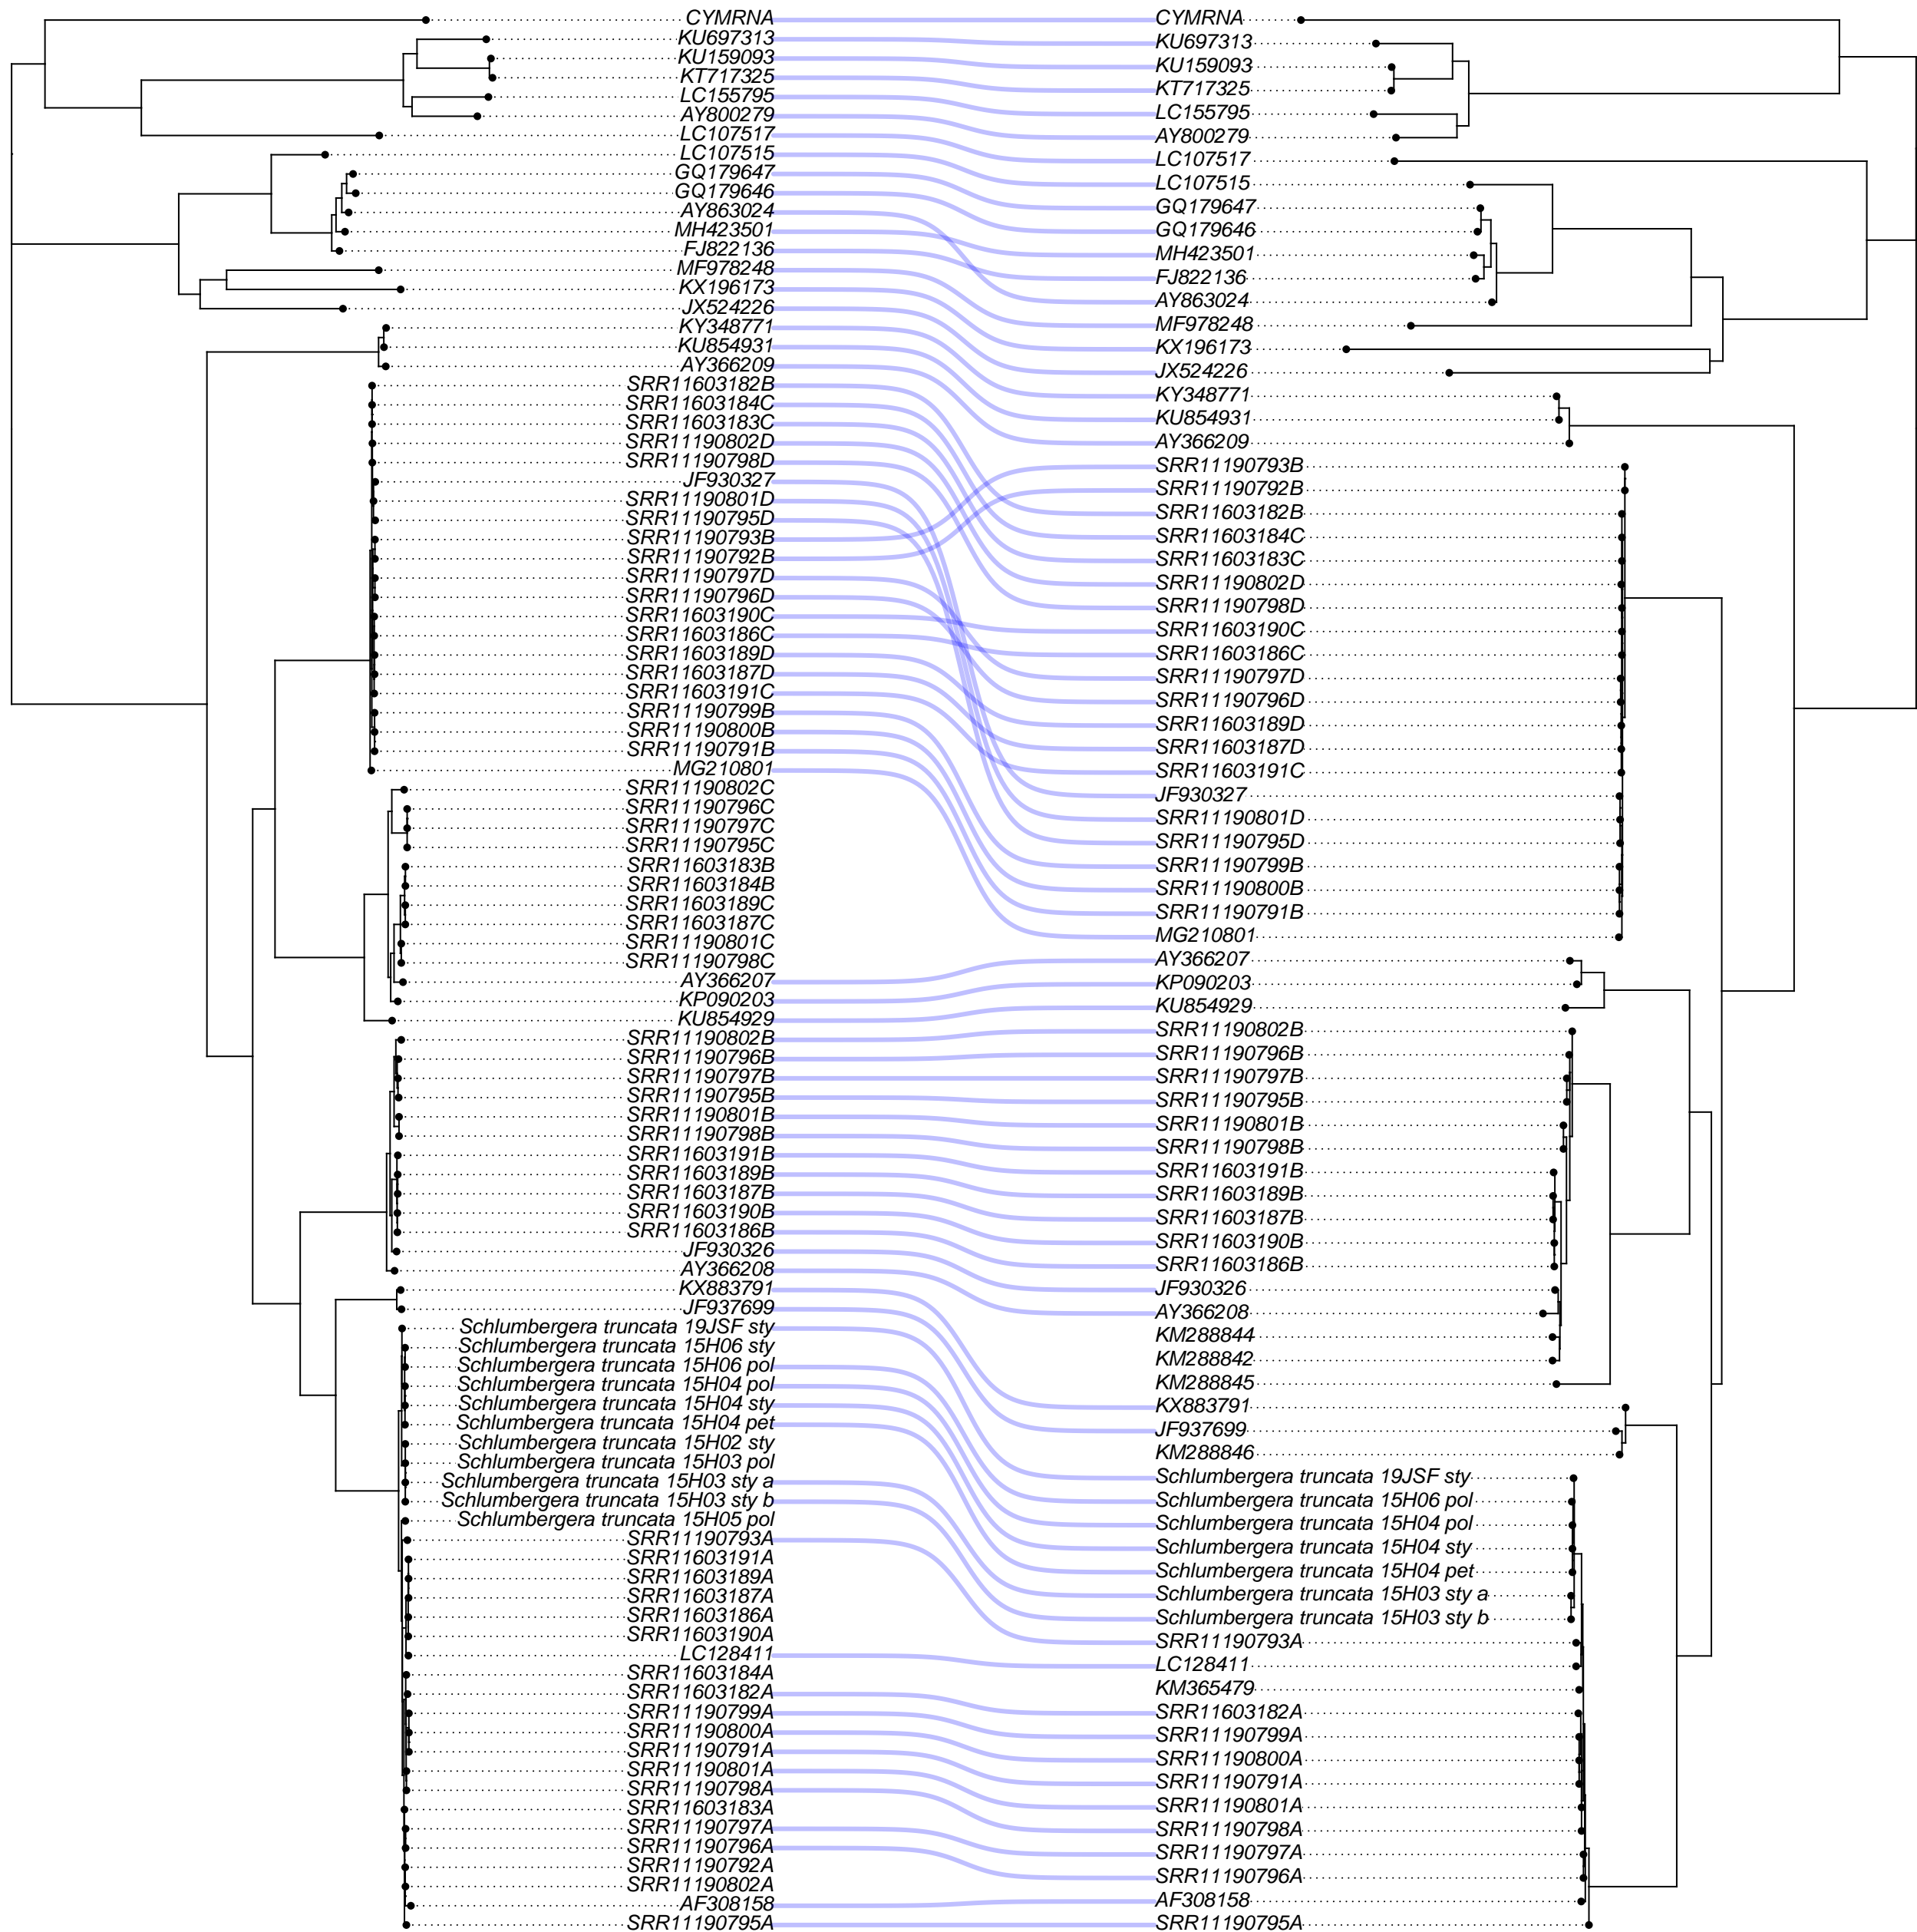 CYMRNA
KU697313
KU159093
KT717325
LC155795
AY800279
LC107517
LC107515
GQ179647
GQ179646
AY863024
MH423501
FJ822136
MF978248
KX196173
JX524226
KY348771
KU854931
AY366209
SRR11603182B
SRR11603184C
SRR11603183C
SRR11190802D
SRR11190798D
JF930327
SRR11190801D
SRR11190795D
SRR11190793B
SRR11190792B
SRR11190797D
SRR11190796D
SRR11603190C
SRR11603186C
SRR11603189D
SRR11603187D
SRR11603191C
SRR11190799B
SRR11190800B
SRR11190791B
MG210801
SRR11190802C
SRR11190796C
SRR11190797C
SRR11190795C
SRR11603183B
SRR11603184B
SRR11603189C
SRR11603187C
SRR11190801C
SRR11190798C
AY366207
KP090203
KU854929
SRR11190802B
SRR11190796B
SRR11190797B
SRR11190795B
SRR11190801B
SRR11190798B
SRR11603191B
SRR11603189B
SRR11603187B
SRR11603190B
SRR11603186B
JF930326
AY366208
KX883791
JF937699
Schlumbergera truncata 19JSF sty
Schlumbergera truncata 15H06 sty
Schlumbergera truncata 15H06 pol
Schlumbergera truncata 15H04 pol
Schlumbergera truncata 15H04 sty
Schlumbergera truncata 15H04 pet
Schlumbergera truncata 15H02 sty
Schlumbergera truncata 15H03 pol
Schlumbergera truncata 15H03 sty a
Schlumbergera truncata 15H03 sty b
Schlumbergera truncata 15H05 pol
SRR11190793A
SRR11603191A
SRR11603189A
SRR11603187A
SRR11603186A
SRR11603190A
LC128411
SRR11603184A
SRR11603182A
SRR11190799A
SRR11190800A
SRR11190791A
SRR11190801A
SRR11190798A
SRR11603183A
SRR11190797A
SRR11190796A
SRR11190792A
SRR11190802A
AF308158
SRR11190795A
CYMRNA
KU697313
KU159093
KT717325
LC155795
AY800279
LC107517
LC107515
GQ179647
GQ179646
MH423501
FJ822136
AY863024
MF978248
KX196173
JX524226
KY348771
KU854931
AY366209
SRR11190793B
SRR11190792B
SRR11603182B
SRR11603184C
SRR11603183C
SRR11190802D
SRR11190798D
SRR11603190C
SRR11603186C
SRR11190797D
SRR11190796D
SRR11603189D
SRR11603187D
SRR11603191C
JF930327
SRR11190801D
SRR11190795D
SRR11190799B
SRR11190800B
SRR11190791B
MG210801
AY366207
KP090203
KU854929
SRR11190802B
SRR11190796B
SRR11190797B
SRR11190795B
SRR11190801B
SRR11190798B
SRR11603191B
SRR11603189B
SRR11603187B
SRR11603190B
SRR11603186B
JF930326
AY366208
KM288844
KM288842
KM288845
KX883791
JF937699
KM288846
Schlumbergera truncata 19JSF sty
Schlumbergera truncata 15H06 pol
Schlumbergera truncata 15H04 pol
Schlumbergera truncata 15H04 sty
Schlumbergera truncata 15H04 pet
Schlumbergera truncata 15H03 sty a
Schlumbergera truncata 15H03 sty b
SRR11190793A
LC128411
KM365479
SRR11603182A
SRR11190799A
SRR11190800A
SRR11190791A
SRR11190801A
SRR11190798A
SRR11190797A
SRR11190796A
AF308158
SRR11190795A